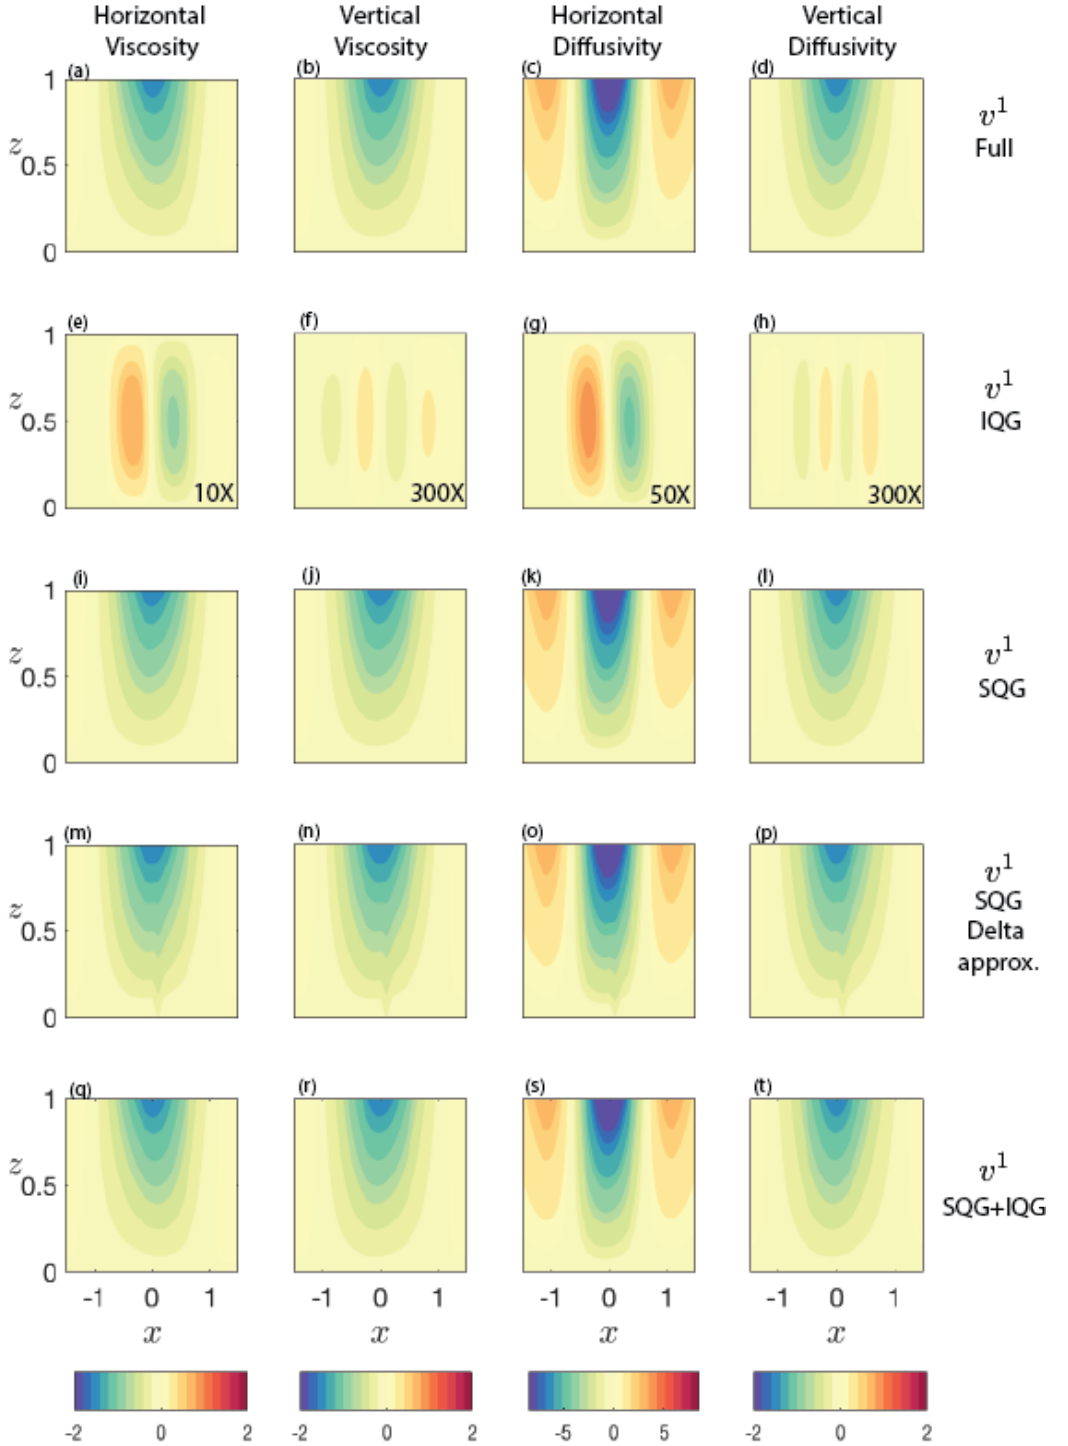 Horizontal Viscosity
Vertical Viscosity
Horizontal Diffusivity
Vertical Diffusivity
(a) (b) (c) (d)
1
z
0.5
0
v¹
Full
(e) (f) (g) (h)
1
z
0.5
0
10X 300X 50X 300X
v¹
IQG
(i) (j) (k) (l)
1
z
0.5
0
v¹
SQG
(m) (n) (o) (p)
1
z
0.5
0
v¹
SQG
Delta
approx.
(q) (r) (s) (t)
1
z
0.5
0
v¹
SQG+IQG
-1 0 1 -1 0 1 -1 0 1 -1 0 1
x x x x
-2 0 2 -2 0 2 -5 0 5 -2 0 2